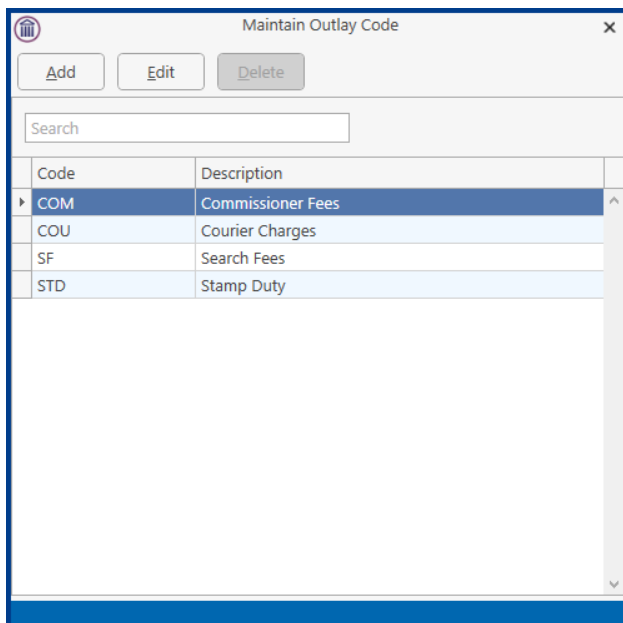 Maintain Outlay Code
Add Edit Delete
Search
Code Description
COM Commissioner Fees
COU Courier Charges
SF Search Fees
STD Stamp Duty